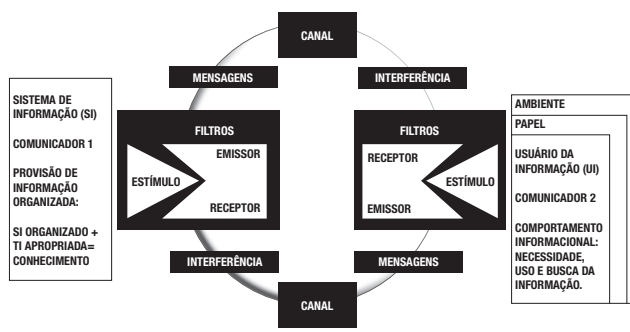 CANAL
MENSAGENS
INTERFERÊNCIA
SISTEMA DE
INFORMAÇÃO (SI)
COMUNICADOR 1
PROVISÃO DE
INFORMAÇÃO
ORGANIZADA:
SI ORGANIZADO +
TI APROPRIADA=
CONHECIMENTO
FILTROS
EMISSOR
ESTÍMULO
RECEPTOR
FILTROS
RECEPTOR
ESTÍMULO
EMISSOR
AMBIENTE
PAPEL
USUÁRIO DA
INFORMAÇÃO (UI)
COMUNICADOR 2
COMPORTAMENTO
INFORMACIONAL:
NECESSIDADE,
USO E BUSCA DA
INFORMAÇÃO.
INTERFERÊNCIA
MENSAGENS
CANAL